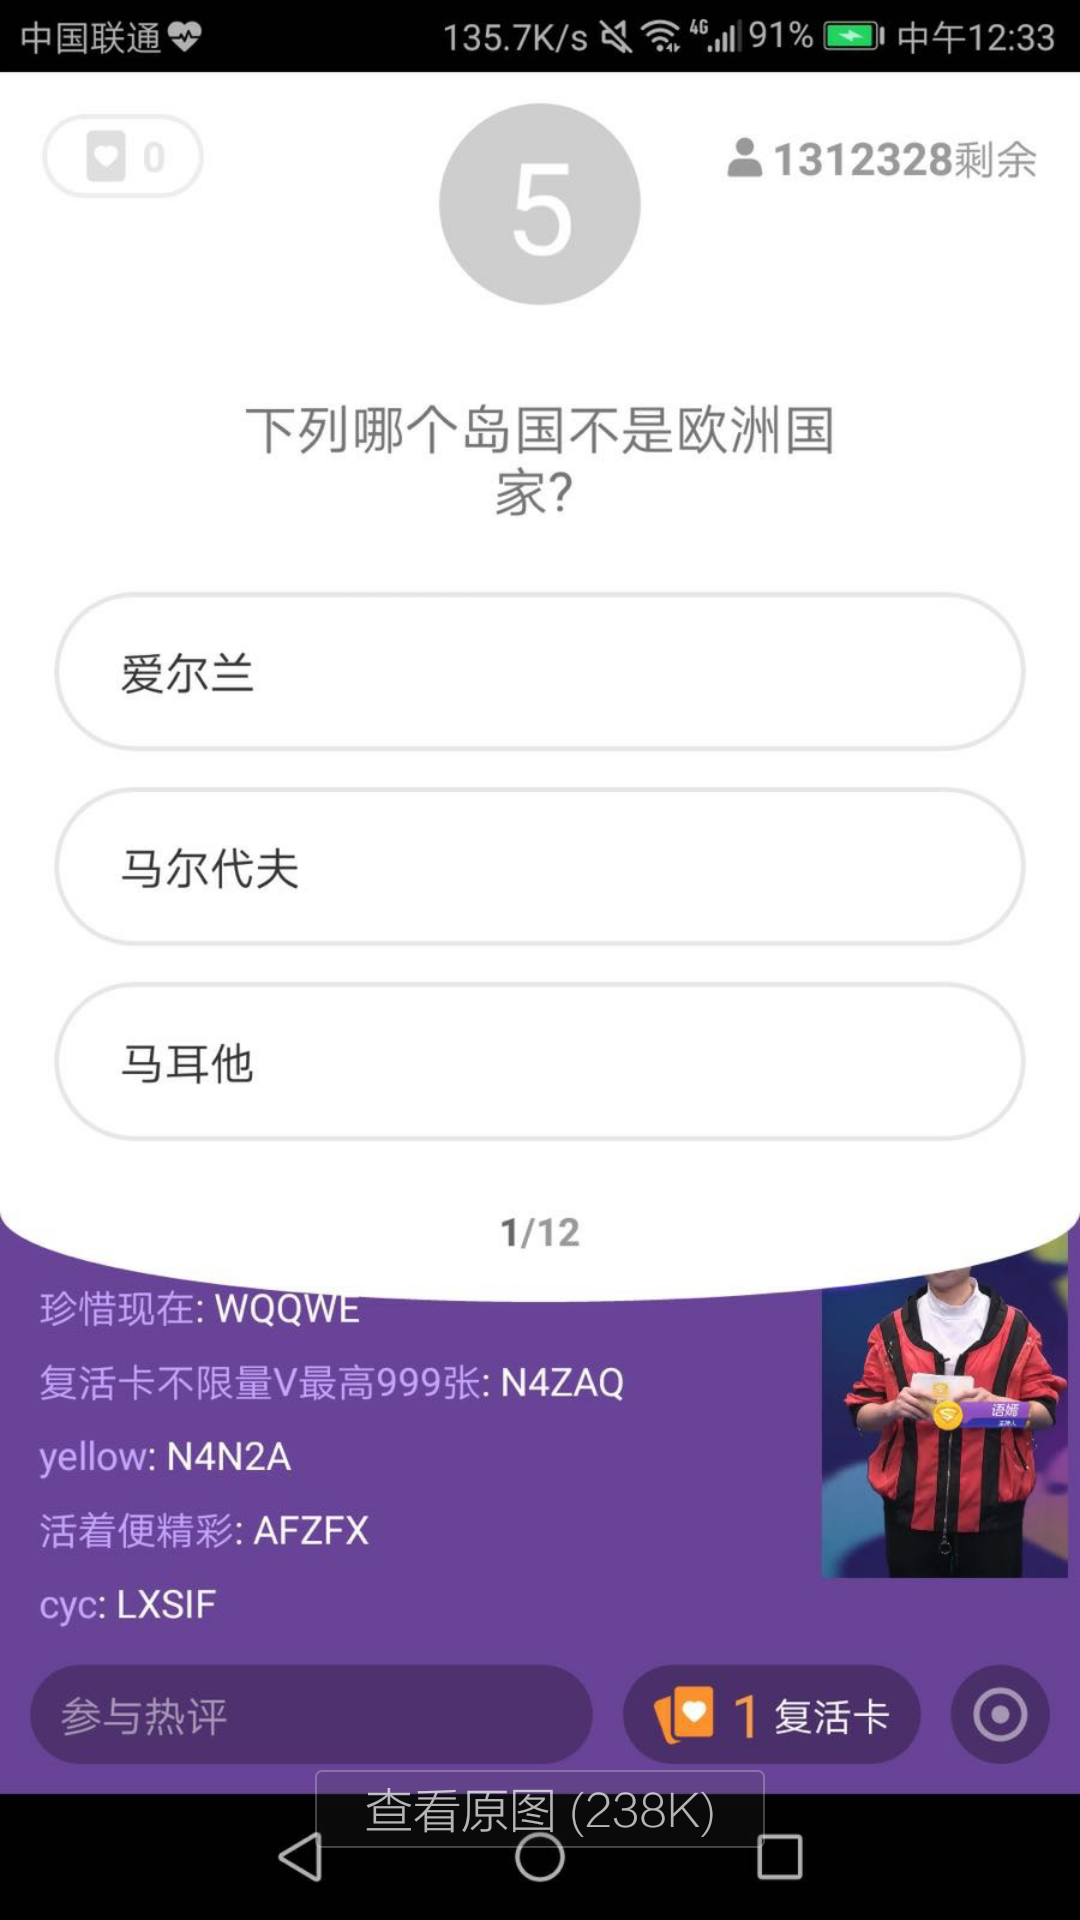 中国联通 135.7K/s 4G 91% 中午12:33
0
5
1312328剩余
下列哪个岛国不是欧洲国
家?
爱尔兰
马尔代夫
马耳他
1/12
珍惜现在: WQQWE
复活卡不限量V最高999张: N4ZAQ
yellow: N4N2A
活着便精彩: AFZFX
cyc: LXSIF
语嫣
主持人
参与热评
1 复活卡
查看原图 (238K)